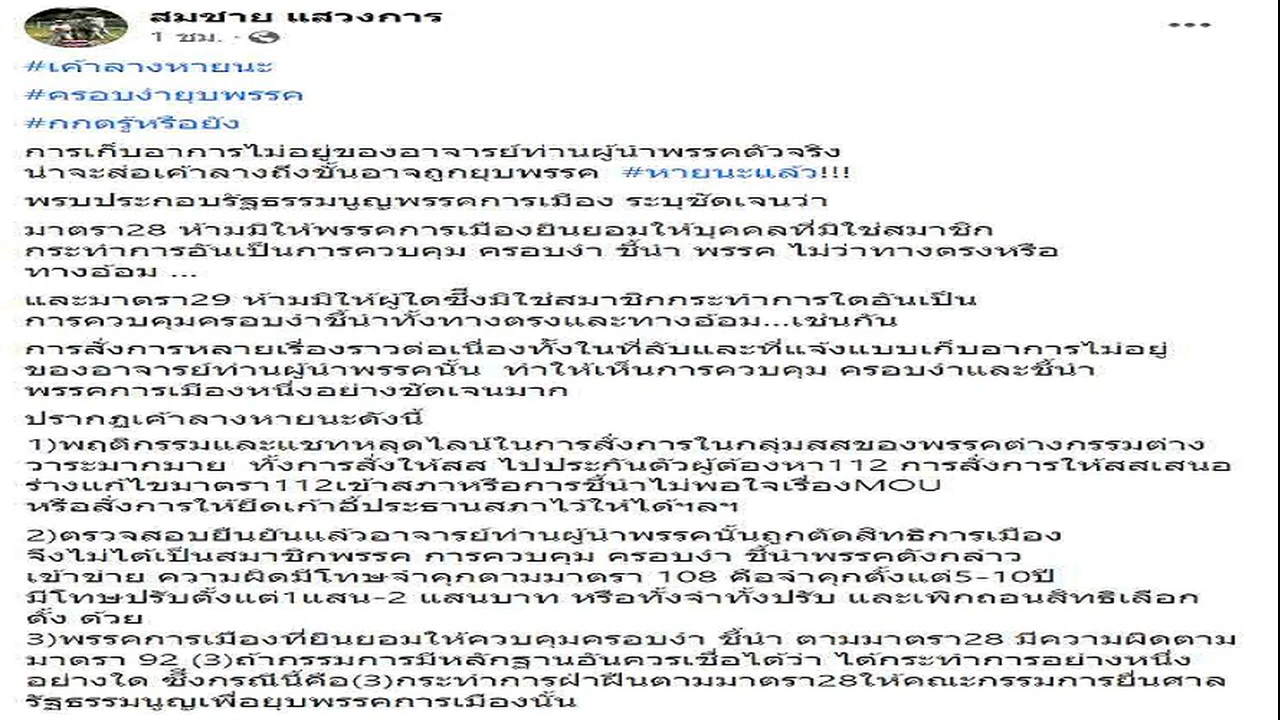 สมชาย แสวงการ
1 ชม. ·
#เค้าลางหายนะ
#ครอบงำยุบพรรค
#กกตรู้หรือยัง
การเก็บอาการไม่อยู่ของอาจารย์ท่านผู้นำพรรคตัวจริง
น่าจะส่อเค้าลางถึงขั้นอาจถูกยุบพรรค #หายนะแล้ว!!!
พรบประกอบรัฐธรรมนูญพรรคการเมือง ระบุชัดเจนว่า
มาตรา28 ห้ามมิให้พรรคการเมืองยินยอมให้บุคคลที่มิใช่สมาชิก
กระทำการอันเป็นการควบคุม ครอบงำ ชี้นำ พรรค ไม่ว่าทางตรงหรือ
ทางอ้อม ...
และมาตรา29 ห้ามมิให้ผู้ใดซึ่งมิใช่สมาชิกกระทำการใดอันเป็น
การควบคุมครอบงำชี้นำทั้งทางตรงและทางอ้อม...เช่นกัน
การสั่งการหลายเรื่องราวต่อเนื่องทั้งในที่ลับและที่แจ้งแบบเก็บอาการไม่อยู่
ของอาจารย์ท่านผู้นำพรรคนั้น ทำให้เห็นการควบคุม ครอบงำและชี้นำ
พรรคการเมืองหนึ่งอย่างชัดเจนมาก
ปรากฏเค้าลางหายนะดังนี้
1)พฤติกรรมและแชทหลุดไลน์ในการสั่งการในกลุ่มสสของพรรคต่างกรรมต่าง
วาระมากมาย ทั้งการสั่งให้สส ไปประกันตัวผู้ต้องหา112 การสั่งการให้สสเสนอ
ร่างแก้ไขมาตรา112เข้าสภาหรือการชี้นำไม่พอใจเรื่องMOU
หรือสั่งการให้ยึดเก้าอี้ประธานสภาไว้ให้ได้ฯลฯ
2)ตรวจสอบยืนยันแล้วอาจารย์ท่านผู้นำพรรคนั้นถูกตัดสิทธิการเมือง
จึงไม่ได้เป็นสมาชิกพรรค การควบคุม ครอบงำ ชี้นำพรรคดังกล่าว
เข้าข่าย ความผิดมีโทษจำคุกตามมาตรา 108 คือจำคุกตั้งแต่5-10ปี
มีโทษปรับตั้งแต่1แสน-2 แสนบาท หรือทั้งจำทั้งปรับ และเพิกถอนสิทธิเลือก
ตั้ง ด้วย
3)พรรคการเมืองที่ยินยอมให้ควบคุมครอบงำ ชี้นำ ตามมาตรา28 มีความผิดตาม
มาตรา 92 (3)ถ้ากรรมการมีหลักฐานอันควรเชื่อได้ว่า ได้กระทำการอย่างหนึ่ง
อย่างใด ซึ่งกรณีนี้คือ(3)กระทำการฝ่าฝืนตามมาตรา28ให้คณะกรรมการยื่นศาล
รัฐธรรมนูญเพื่อยุบพรรคการเมืองนั้น